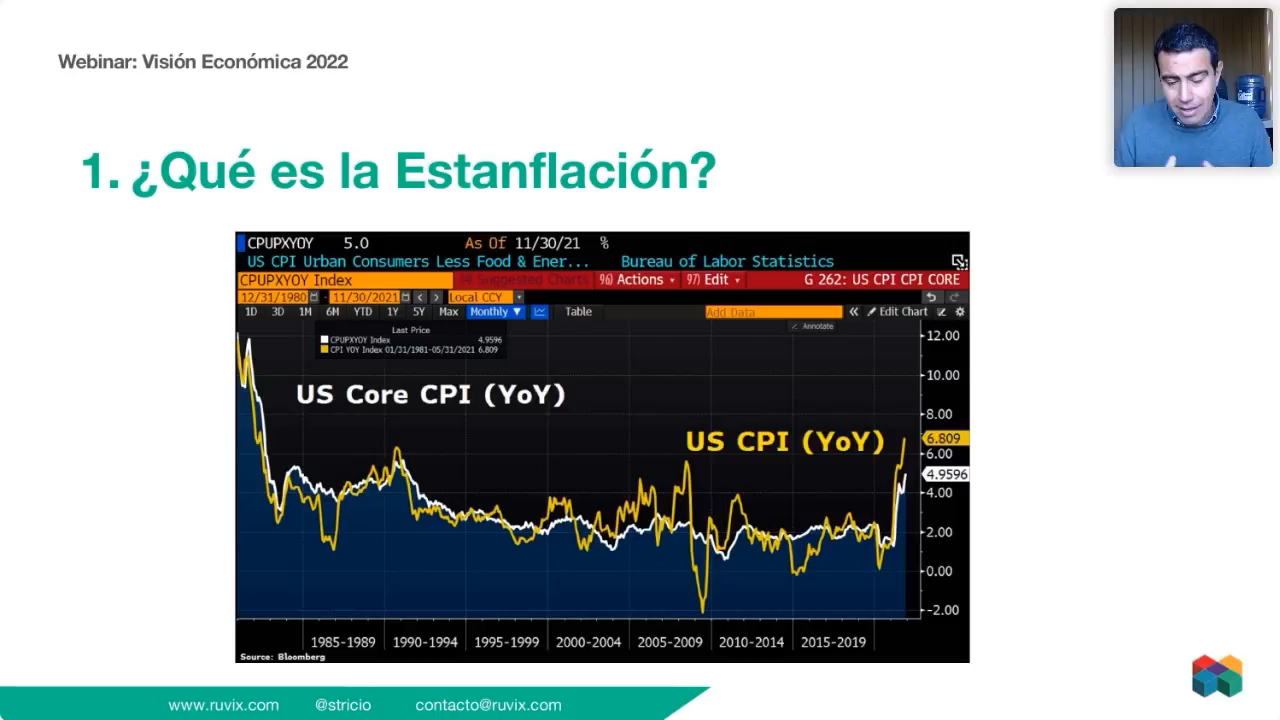 Webinar: Visión Económica 2022
1. ¿Qué es la Estanflación?
CPUPXYOY 5.0 As Of 11/30/21 %
US CPI Urban Consumers Less Food & Ener... Bureau of Labor Statistics
CPUPXYOY Index 94) Suggested Charts 96) Actions 97) Edit G 262: US CPI CPI CORE
12/31/1980 - 11/30/2021 Local CCY
1D 3D 1M 6M YTD 1Y 5Y Max Monthly ▼ Table Add Data « Edit Chart
Annotate
Last Price
CPUPXYOY Index 4.9596
CPI YOY Index 01/31/1981-05/31/2021 6.809
US Core CPI (YoY)
US CPI (YoY)
12.00
10.00
8.00
6.809
6.00
4.9596
4.00
2.00
0.00
-2.00
1985-1989 1990-1994 1995-1999 2000-2004 2005-2009 2010-2014 2015-2019
Source: Bloomberg
www.ruvix.com @stricio contacto@ruvix.com